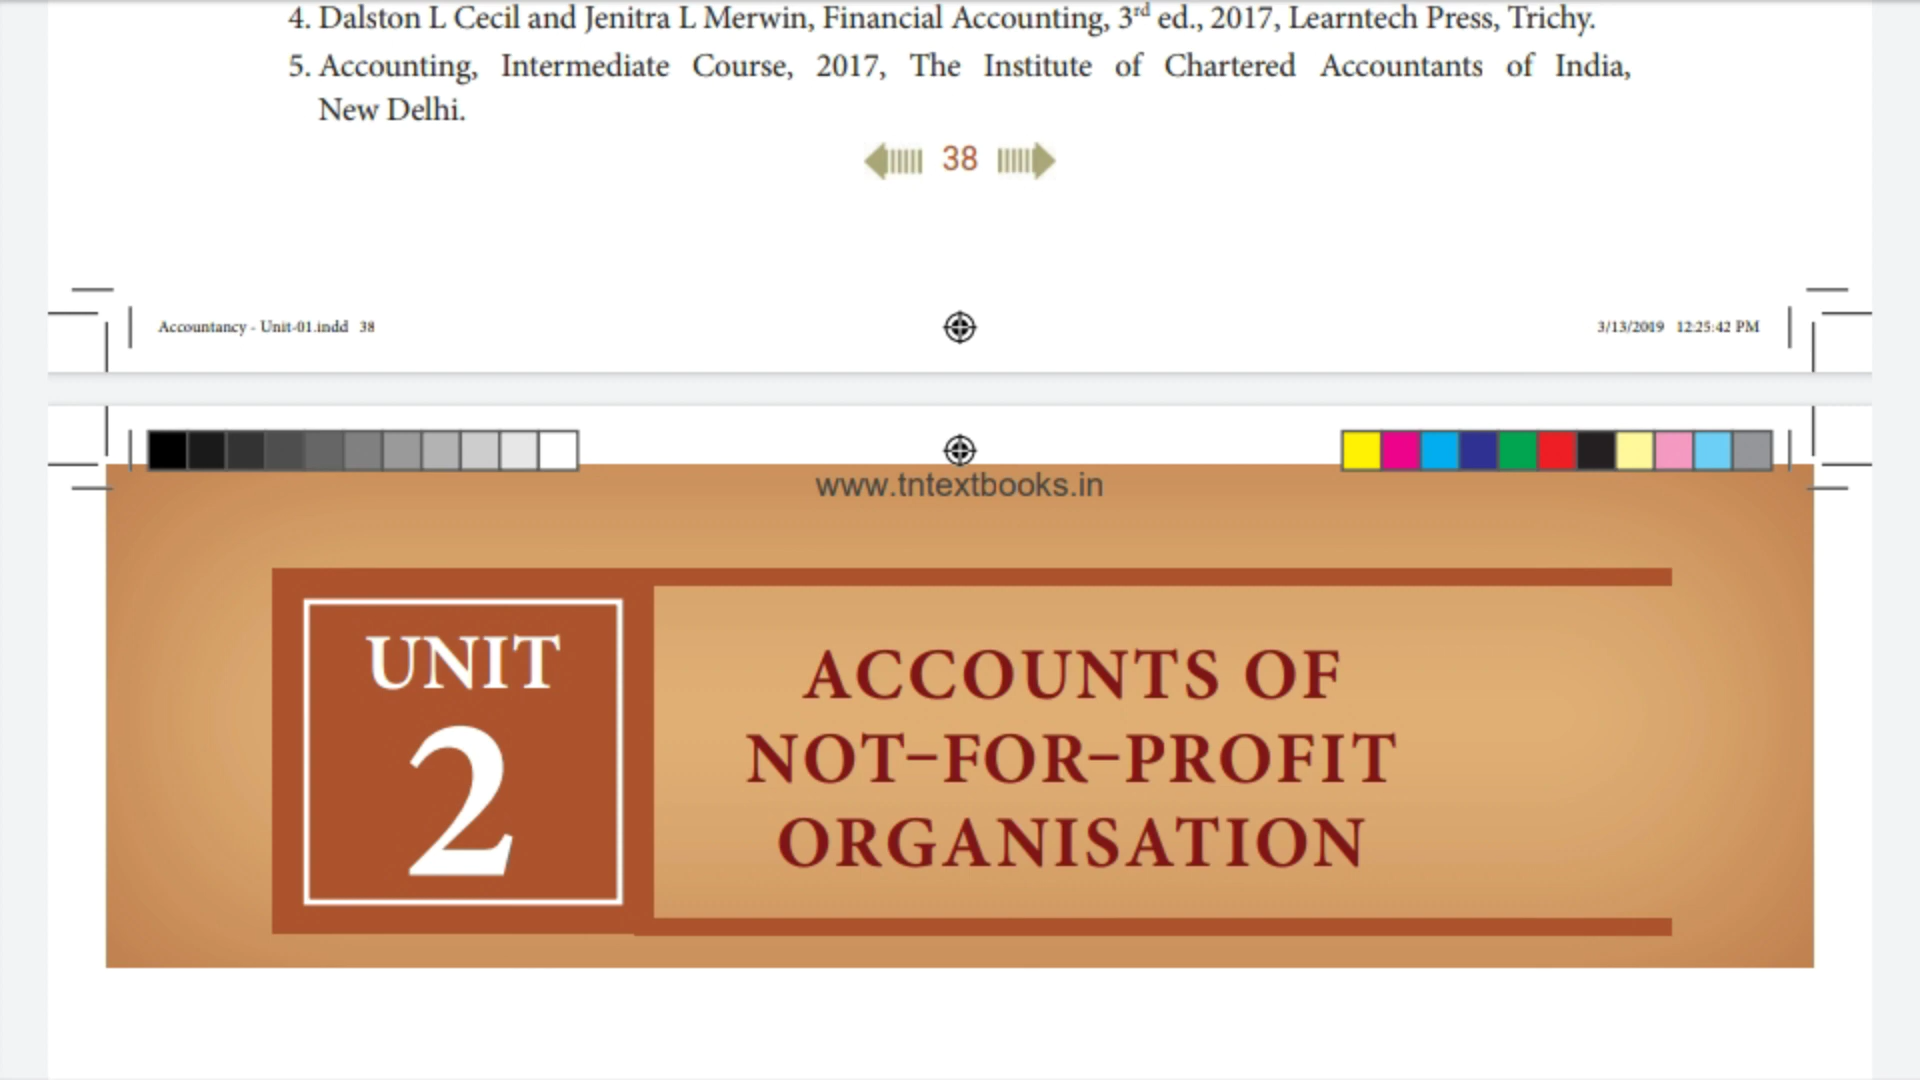 4. Dalston L Cecil and Jenitra L Merwin, Financial Accounting, 3rd ed., 2017, Learntech Press, Trichy.
5. Accounting, Intermediate Course, 2017, The Institute of Chartered Accountants of India,
New Delhi.
38
Accountancy - Unit-01.indd 38
3/13/2019 12:25:42 PM
www.tntextbooks.in
UNIT
2
ACCOUNTS OF
NOT–FOR–PROFIT
ORGANISATION